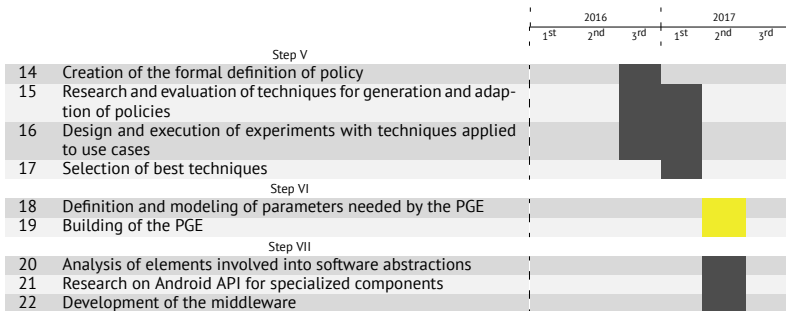 2016 2017
1st 2nd 3rd 1st 2nd 3rd
Step V
14 Creation of the formal definition of policy
15 Research and evaluation of techniques for generation and adap-
tion of policies
16 Design and execution of experiments with techniques applied
to use cases
17 Selection of best techniques
Step VI
18 Definition and modeling of parameters needed by the PGE
19 Building of the PGE
Step VII
20 Analysis of elements involved into software abstractions
21 Research on Android API for specialized components
22 Development of the middleware